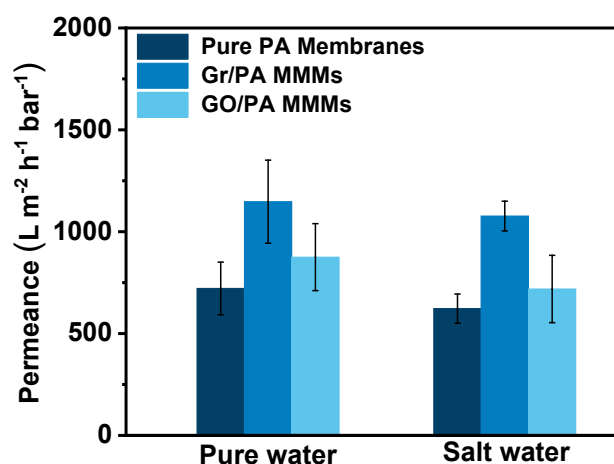 2000
1500
1000
500
0
Permeance (L m⁻² h⁻¹ bar⁻¹)
Pure PA Membranes
Gr/PA MMMs
GO/PA MMMs
Pure water
Salt water